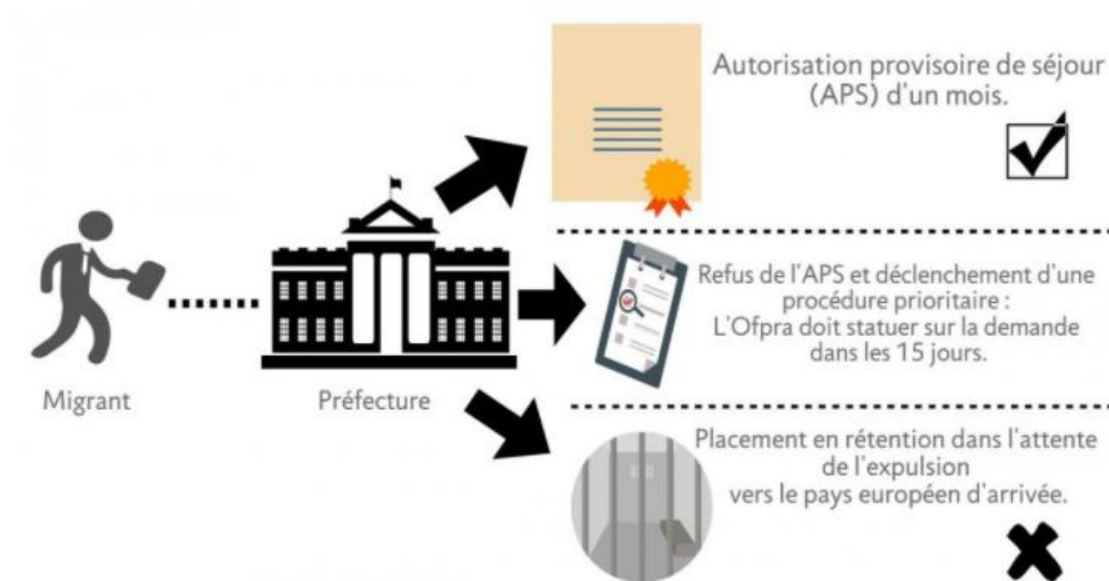 Autorisation provisoire de séjour
(APS) d'un mois.
Migrant
Préfecture
Refus de l'APS et déclenchement d'une
procédure prioritaire :
L'Ofpra doit statuer sur la demande
dans les 15 jours.
Placement en rétention dans l'attente
de l'expulsion
vers le pays européen d'arrivée.